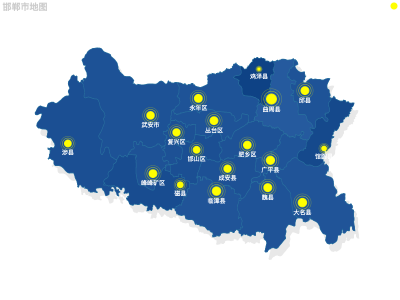 邯郸市地图
鸡泽县
永年区
曲周县
邱县
武安市
丛台区
复兴区
涉县
邯山区
肥乡区
馆陶县
广平县
成安县
峰峰矿区
磁县
临漳县
魏县
大名县